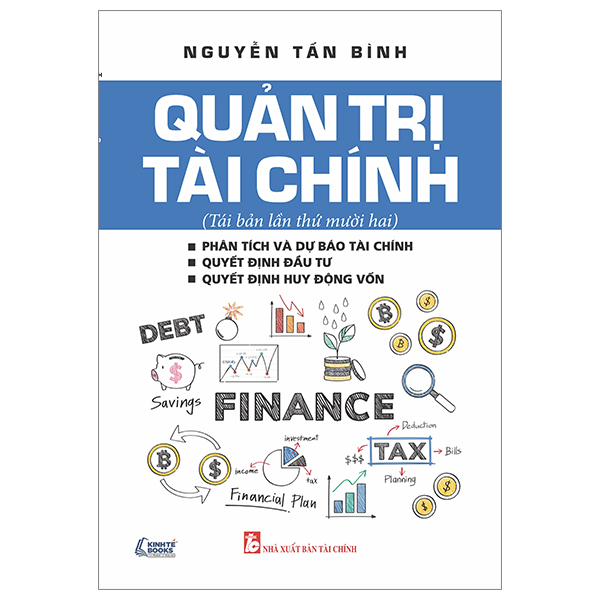 NGUYỄN TẤN BÌNH
QUẢN TRỊ
TÀI CHÍNH
(Tái bản lần thứ mười hai)
PHÂN TÍCH VÀ DỰ BÁO TÀI CHÍNH
QUYẾT ĐỊNH ĐẦU TƯ
QUYẾT ĐỊNH HUY ĐỘNG VỐN
DEBT
Savings
FINANCE
Deduction
$$$
TAX
Bills
Planning
investment
income
tax
Financial Plan
KINH TẾ
BOOKS
NHÀ XUẤT BẢN TÀI CHÍNH